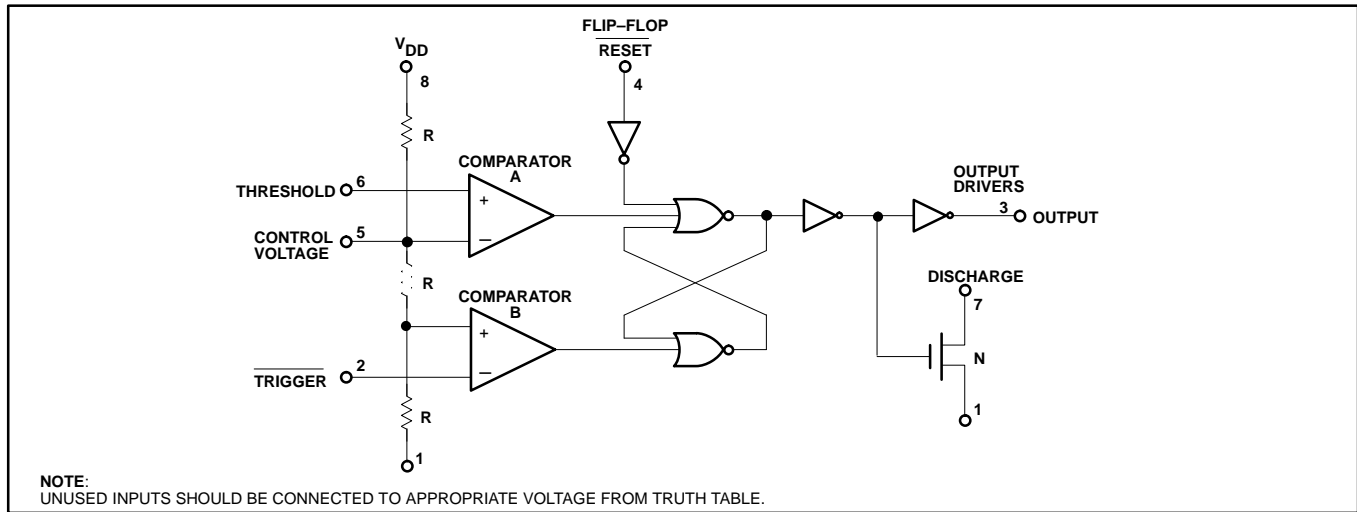 FLIP–FLOP
RESET
4
VDD
8
R
COMPARATOR
A
THRESHOLD
6
+
OUTPUT
DRIVERS
3
OUTPUT
CONTROL
VOLTAGE
5
−
DISCHARGE
7
R
COMPARATOR
B
+
N
TRIGGER
2
−
1
R
1
NOTE:
UNUSED INPUTS SHOULD BE CONNECTED TO APPROPRIATE VOLTAGE FROM TRUTH TABLE.